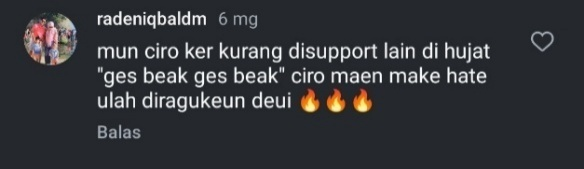 radeniqbaldm 6 mg
mun ciro ker kurang disupport lain di hujat
"ges beak ges beak" ciro maen make hate
ulah diragukeun deui 🔥🔥🔥
Balas